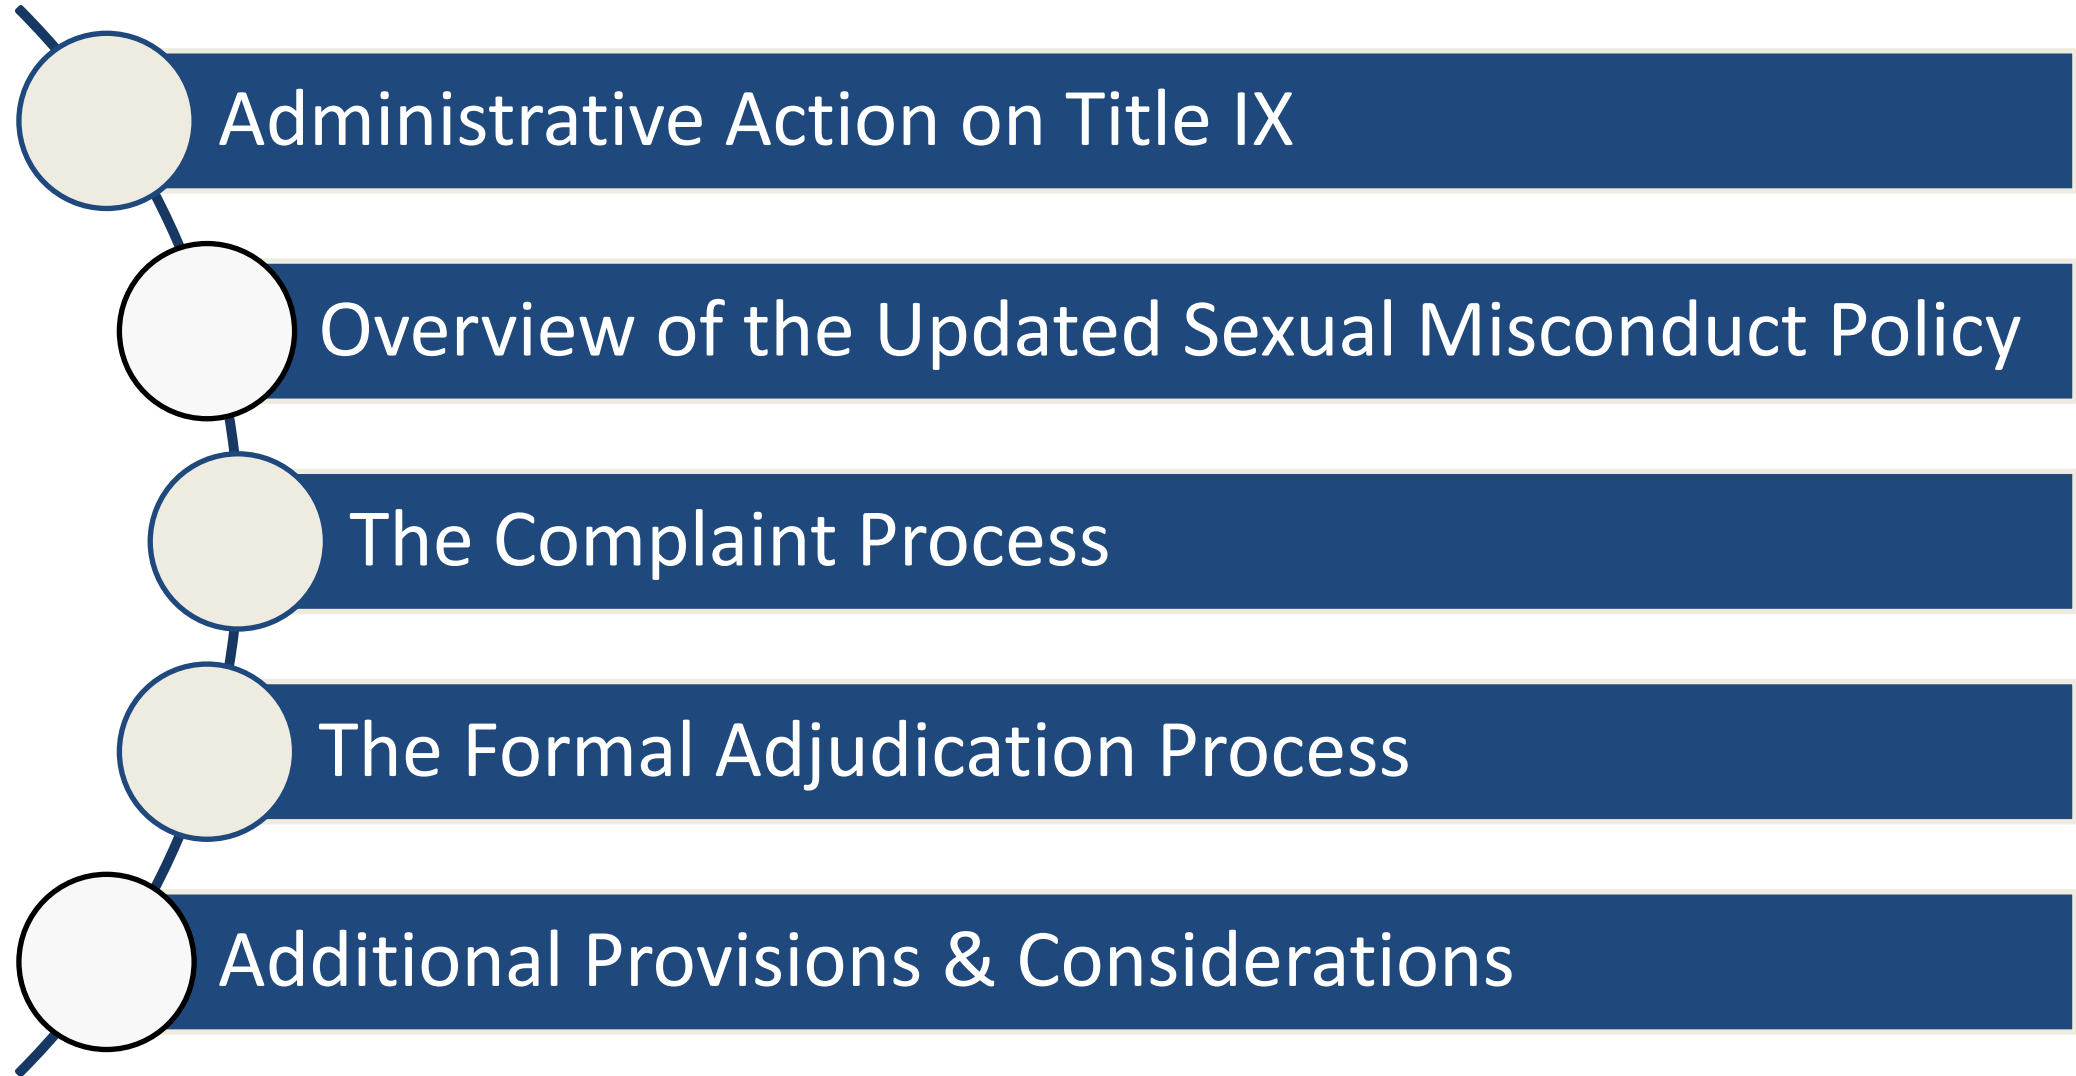 Administrative Action on Title IX
Overview of the Updated Sexual Misconduct Policy
The Complaint Process
The Formal Adjudication Process
Additional Provisions & Considerations